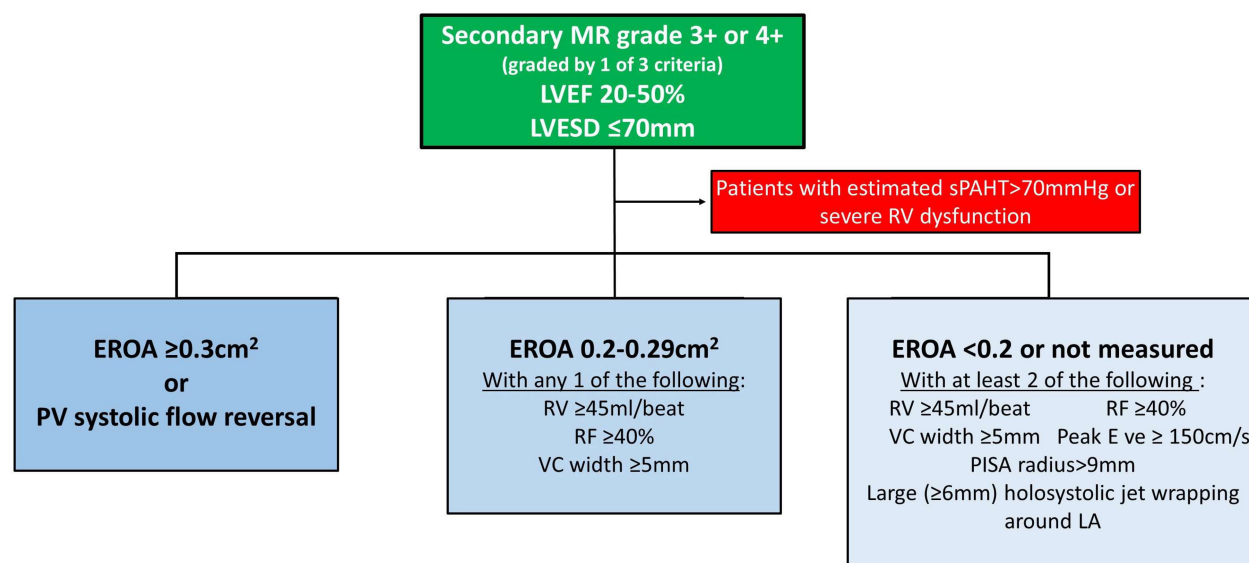 Secondary MR grade 3+ or 4+
(graded by 1 of 3 criteria)
LVEF 20-50%
LVESD ≤70mm
Patients with estimated sPAHT>70mmHg or
severe RV dysfunction
EROA ≥0.3cm²
or
PV systolic flow reversal
EROA 0.2-0.29cm²
With any 1 of the following:
RV ≥45ml/beat
RF ≥40%
VC width ≥5mm
EROA <0.2 or not measured
With at least 2 of the following :
RV ≥45ml/beat RF ≥40%
VC width ≥5mm Peak E ve ≥ 150cm/s
PISA radius>9mm
Large (≥6mm) holosystolic jet wrapping
around LA